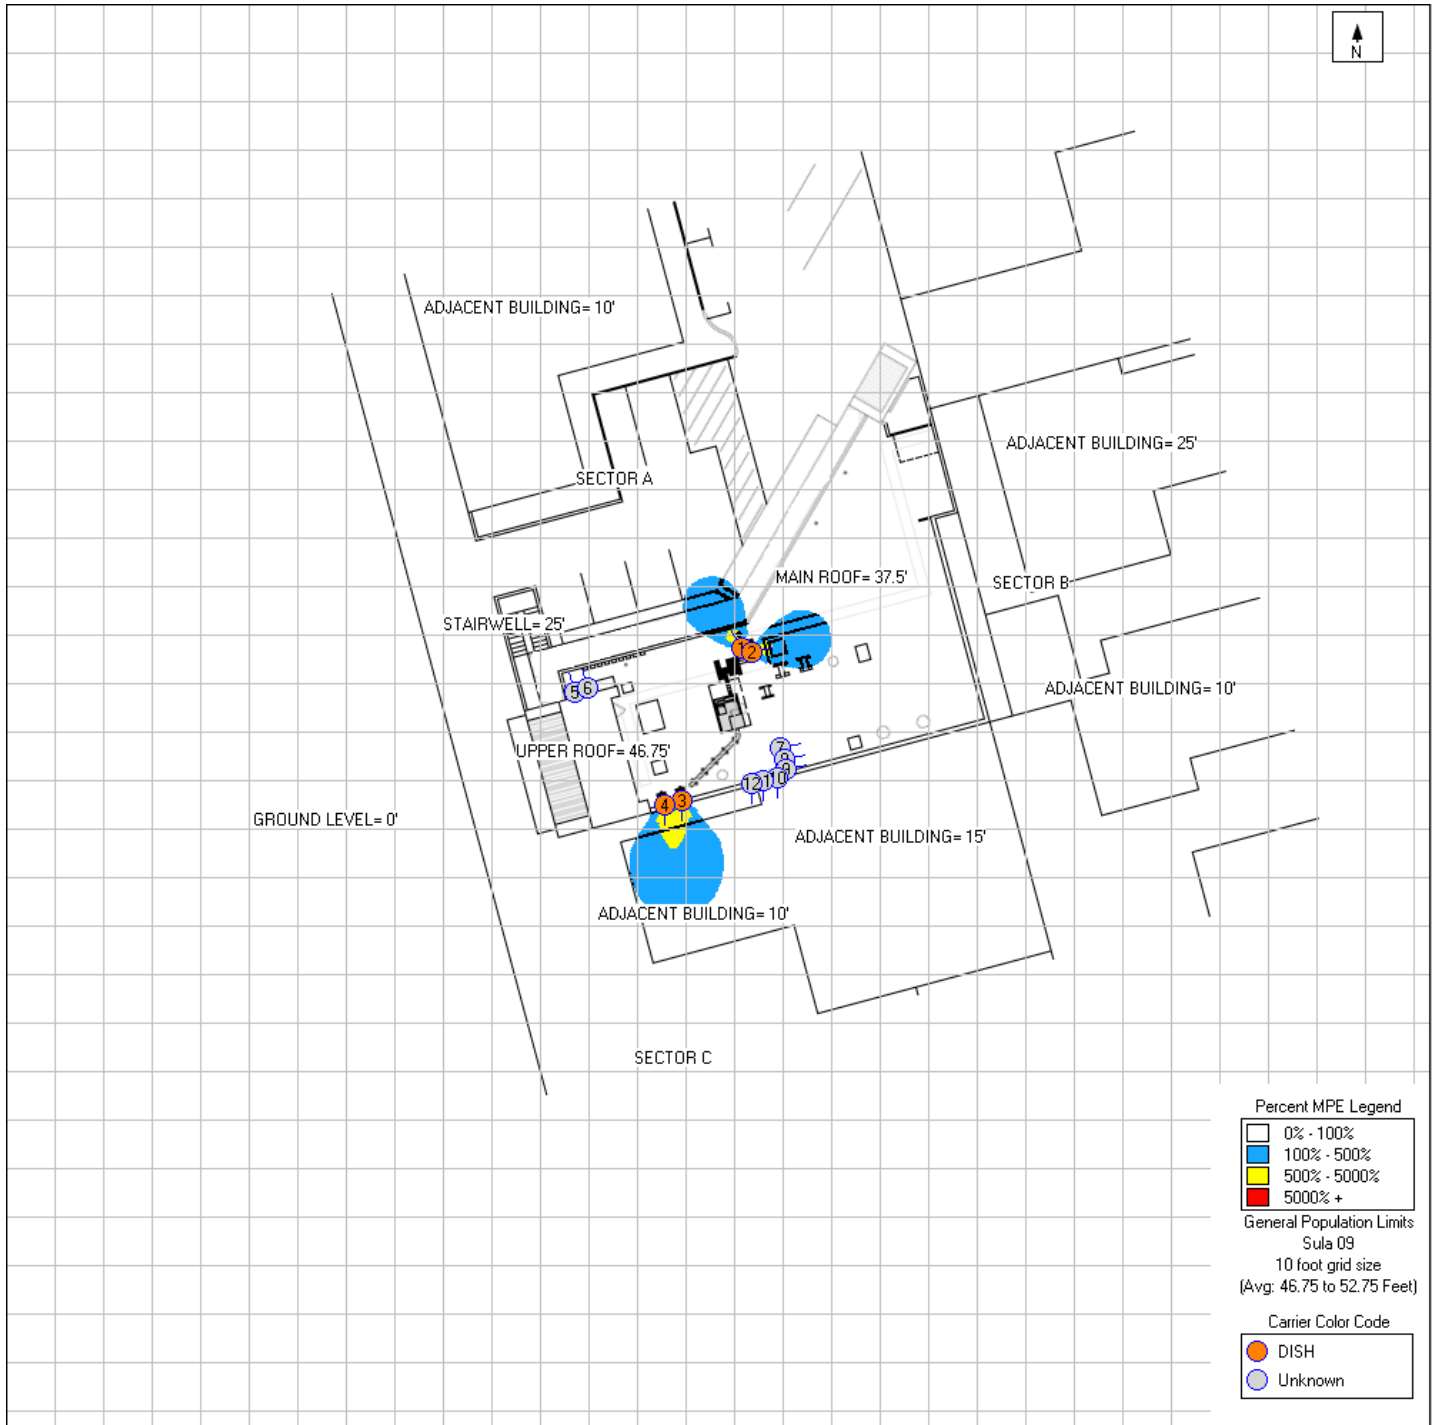 N
ADJACENT BUILDING= 10'
ADJACENT BUILDING= 25'
SECTOR A
MAIN ROOF= 37.5'
SECTOR B
STAIRWELL= 25'
1
2
5
6
ADJACENT BUILDING= 10'
UPPER ROOF= 46.75'
7
9
12
10
4
3
GROUND LEVEL= 0'
ADJACENT BUILDING= 15'
ADJACENT BUILDING= 10'
SECTOR C
Percent MPE Legend
0% - 100%
100% - 500%
500% - 5000%
5000% +
General Population Limits
Sula 09
10 foot grid size
(Avg: 46.75 to 52.75 Feet)
Carrier Color Code
DISH
Unknown